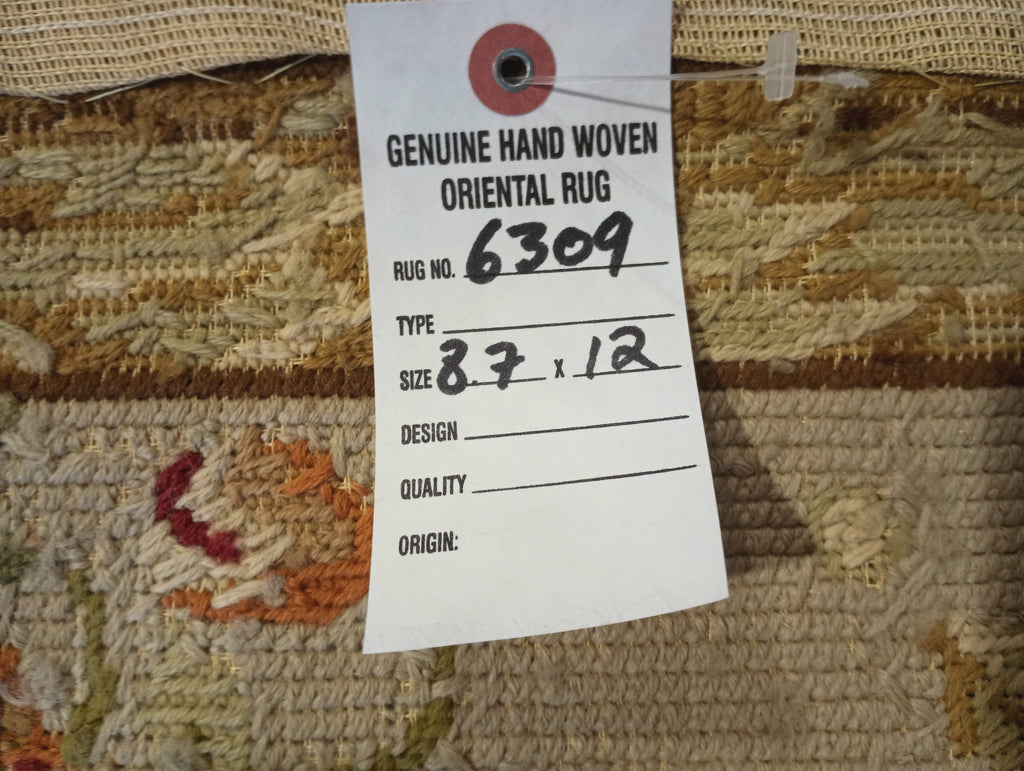 GENUINE HAND WOVEN
ORIENTAL RUG
RUG NO. 6309
TYPE
SIZE 8.7 x 12
DESIGN
QUALITY
ORIGIN: